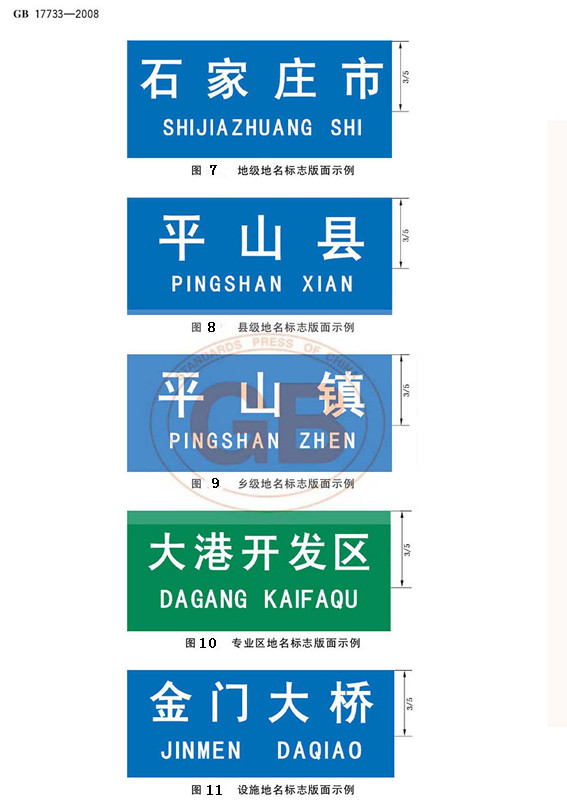 GB 17733—2008
石家庄市
3/5
SHIJIAZHUANG SHI
图 7 地级地名标志版面示例
平山县
3/5
PINGSHAN XIAN
图 8 县级地名标志版面示例
STANDARDS PRESS OF CHINA
GB
平山镇
3/5
PINGSHAN ZHEN
图 9 乡级地名标志版面示例
大港开发区
3/5
DAGANG KAIFAQU
图 10 专业区地名标志版面示例
金门大桥
3/5
JINMEN DAQIAO
图 11 设施地名标志版面示例